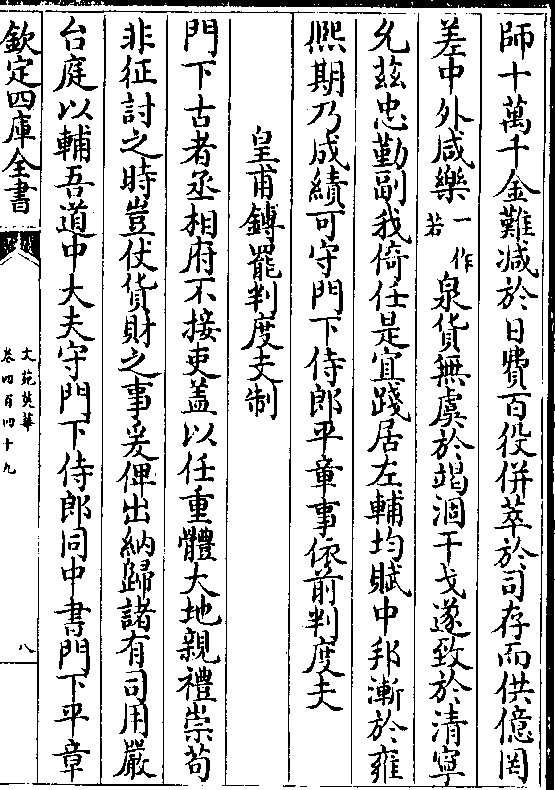 師十萬千金難减於日費百役併萃於司存而供億罔
差中外咸樂一作若泉貨無虞於竭涸干戈遂致於清寧
允兹忠勤副我倚任是宜踐居左輔均賦中邦漸於雍
熈期乃成績可守門下侍郎平章事依前判度支
皇甫鎛罷判度支制
門下古者丞相府不接吏盖以任重體大地親禮崇苟
非征討之時豈仗貨財之事爰俾出納歸諸有司用嚴
台庭以輔吾道中大夫守門下侍郎同中書門下平章
欽定四庫全書
文苑英華
卷四百四十九
八